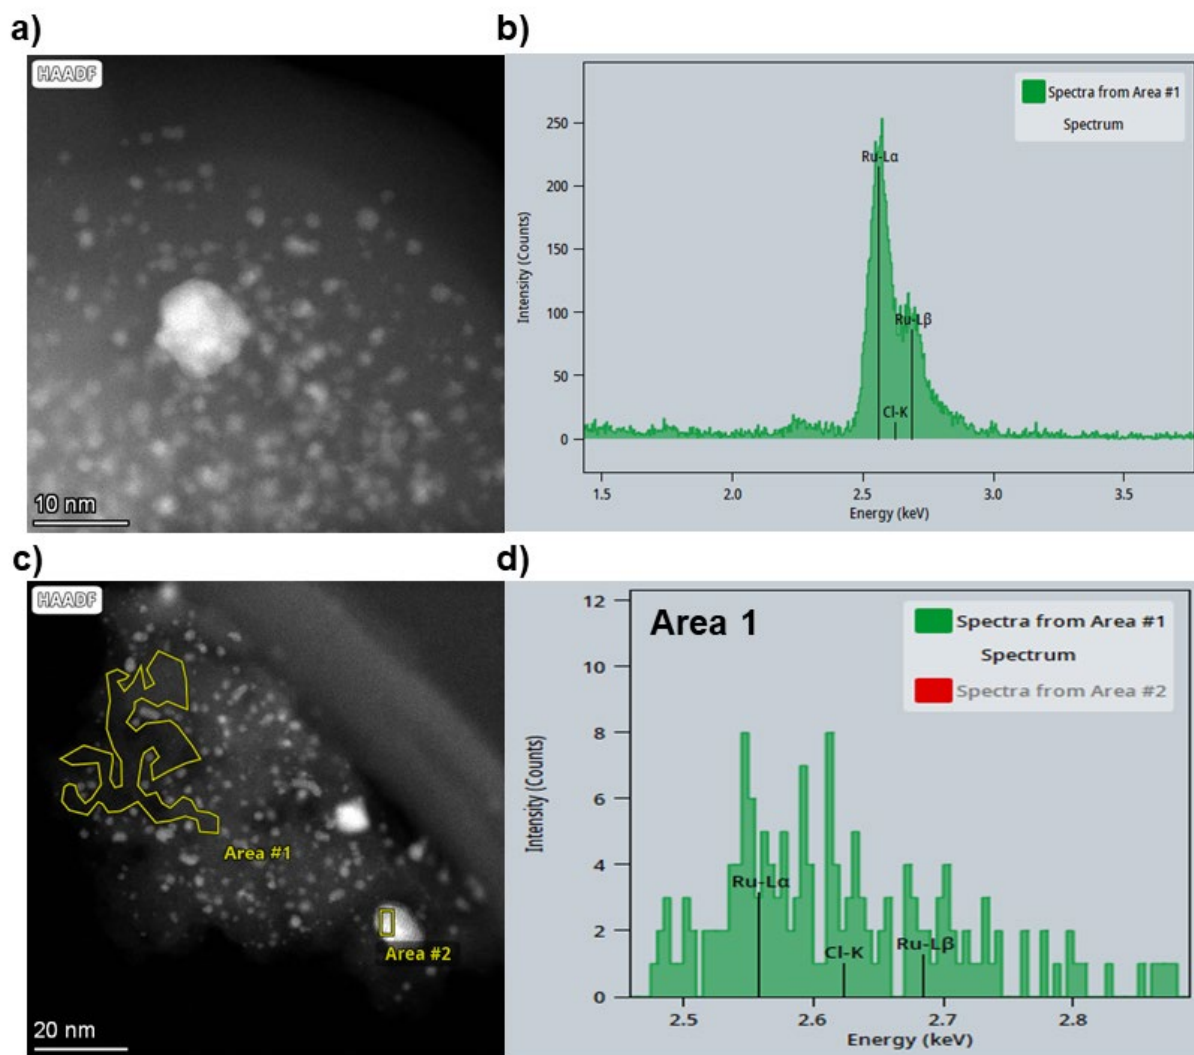 a)
HAADF
10 nm
b)
Intensity (Counts)
250
200
150
100
50
0
Spectra from Area #1
Spectrum
Ru-Lα
Ru-Lβ
Cl-K
1.5 2.0 2.5 3.0 3.5
Energy (keV)
c)
HAADF
Area #1
Area #2
20 nm
d)
Intensity (Counts)
12
10
8
6
4
2
0
Area 1
Spectra from Area #1
Spectrum
Spectra from Area #2
Ru-Lα
Cl-K
Ru-Lβ
2.5 2.6 2.7 2.8
Energy (keV)